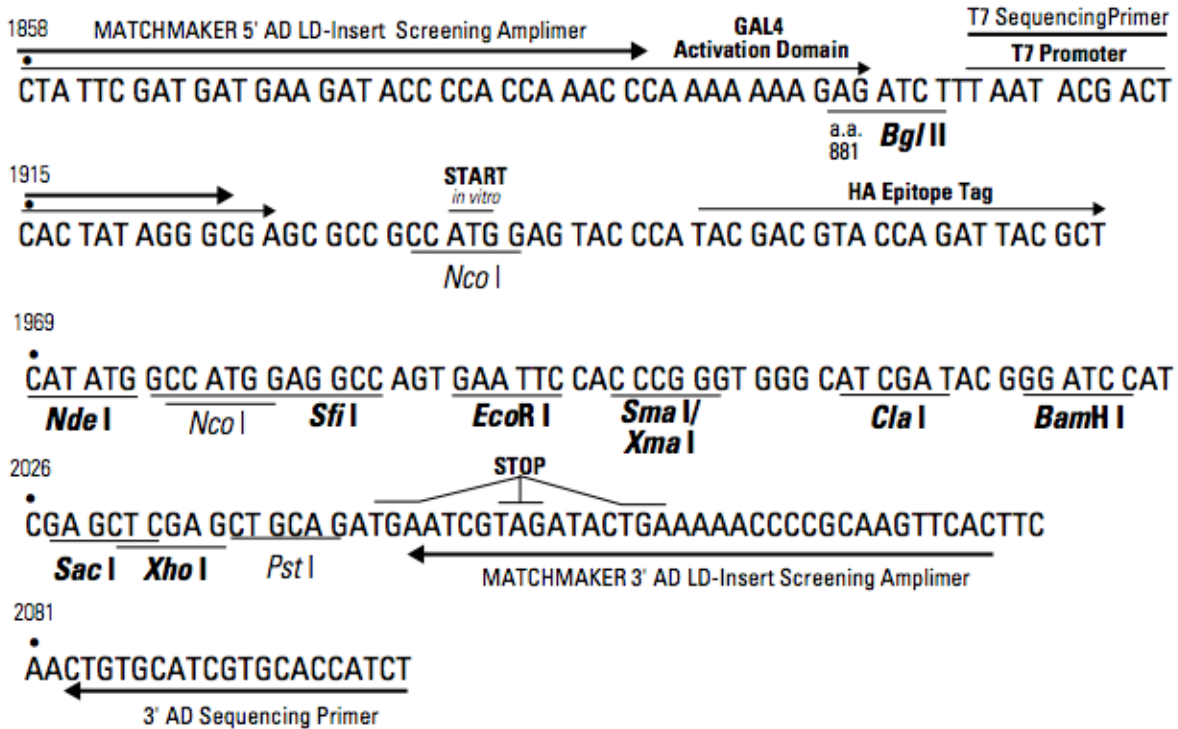 T7 SequencingPrimer
1858 MATCHMAKER 5' AD LD-Insert Screening Amplimer GAL4
Activation Domain T7 Promoter
CTA TTC GAT GAT GAA GAT ACC CCA CCA AAC CCA AAA AAA GAG ATC TTT AAT ACG ACT
a.a. Bgl II
881
1915 START
in vitro HA Epitope Tag
CAC TAT AGG GCG AGC GCC GCC ATG GAG TAC CCA TAC GAC GTA CCA GAT TAC GCT
Nco I
1969
CAT ATG GCC ATG GAG GCC AGT GAA TTC CAC CCG GGT GGG CAT CGA TAC GGG ATC CAT
Nde I Nco I Sfi I EcoR I Sma I/ Cla I BamH I
Xma I
2026 STOP
CGA GCT CGA GCT GCA GATGAATCGTAGATACTGAAAAACCCCGCAAGTTCACTTC
Sac I Xho I Pst I
MATCHMAKER 3' AD LD-Insert Screening Amplimer
2081
AACTGTGCATCGTGCACCATCT
3' AD Sequencing Primer